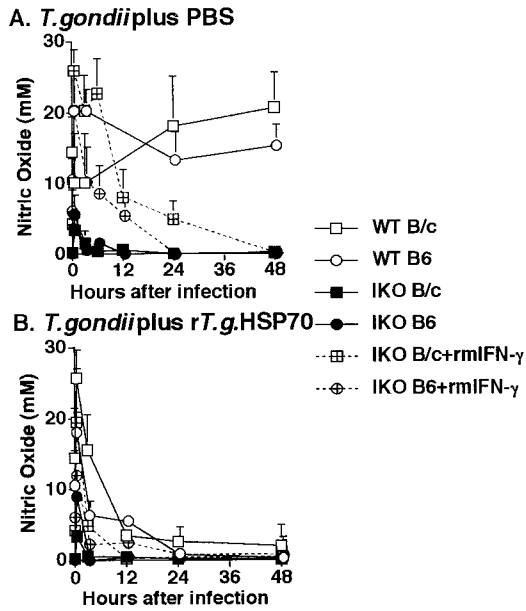 A. T.gondii plus PBS
30
20
10
0
Nitric Oxide (mM)
0 12 24 36 48
Hours after infection
WT B/c
WT B6
IKO B/c
IKO B6
IKO B/c+rmIFN-γ
IKO B6+rmIFN-γ
B. T.gondii plus rT.g.HSP70
30
20
10
0
Nitric Oxide (mM)
0 12 24 36 48
Hours after infection